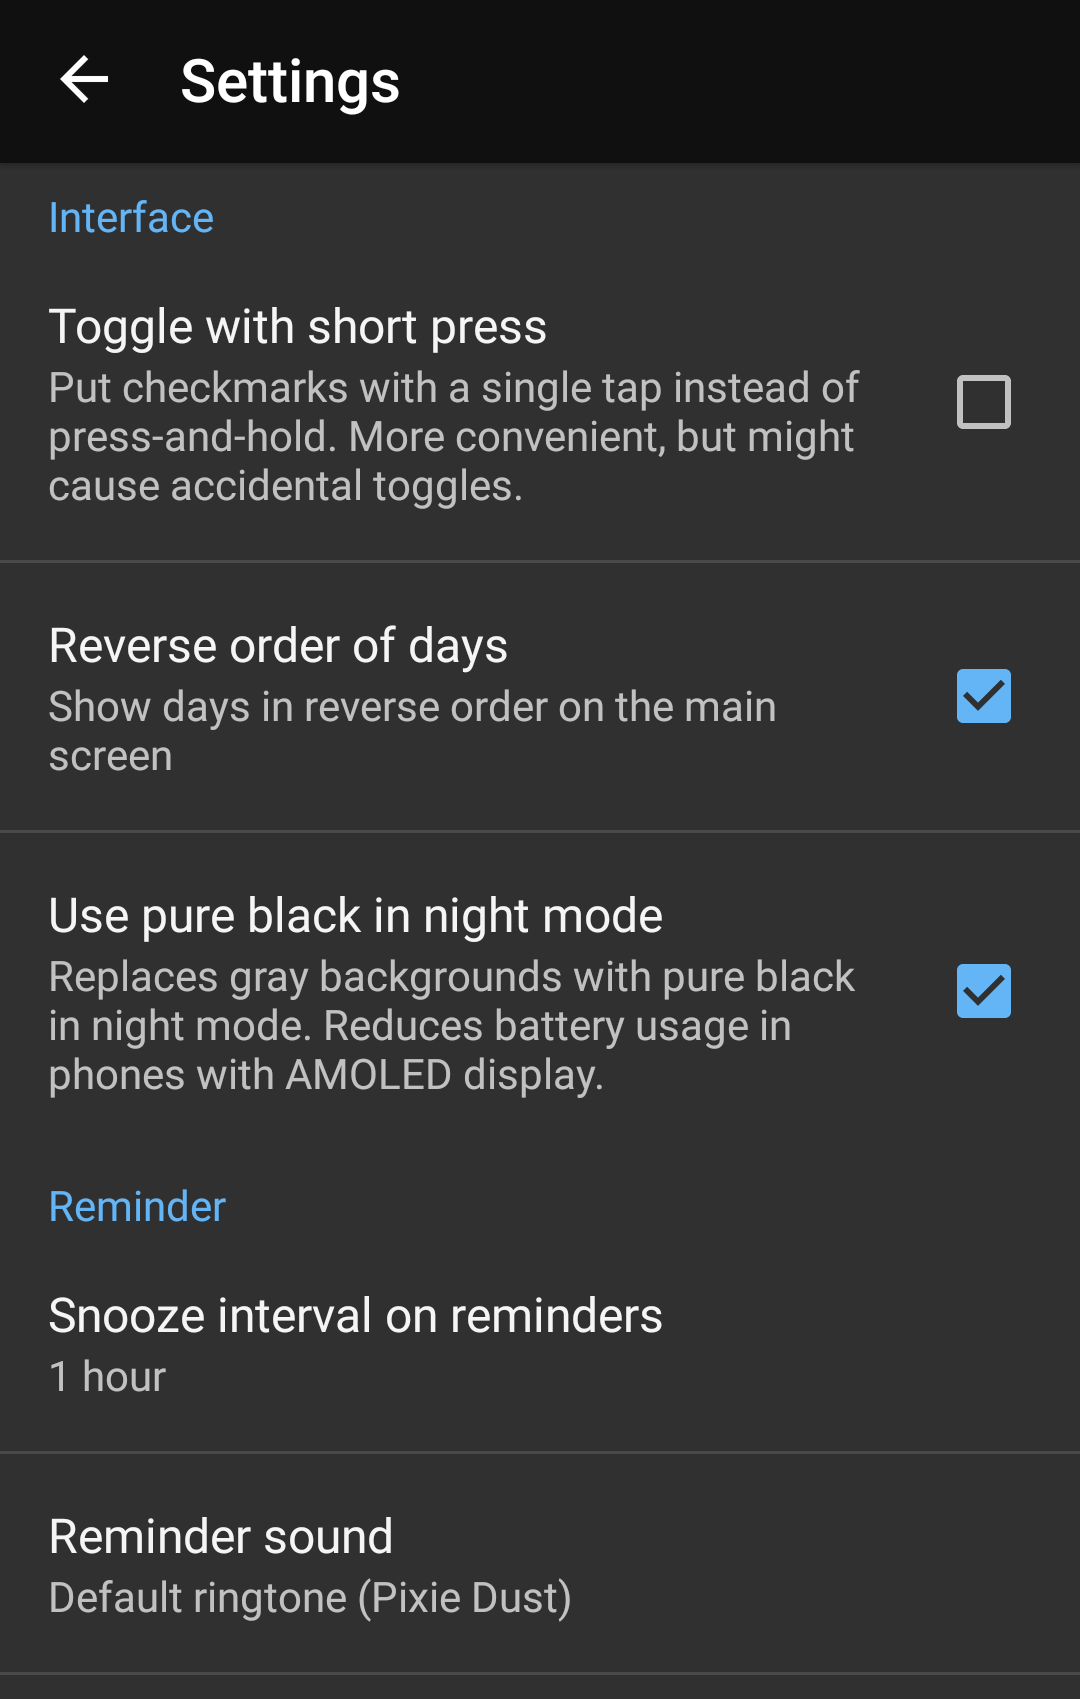 Settings
Interface
Toggle with short press
Put checkmarks with a single tap instead of
press-and-hold. More convenient, but might
cause accidental toggles.
Reverse order of days
Show days in reverse order on the main
screen
Use pure black in night mode
Replaces gray backgrounds with pure black
in night mode. Reduces battery usage in
phones with AMOLED display.
Reminder
Snooze interval on reminders
1 hour
Reminder sound
Default ringtone (Pixie Dust)